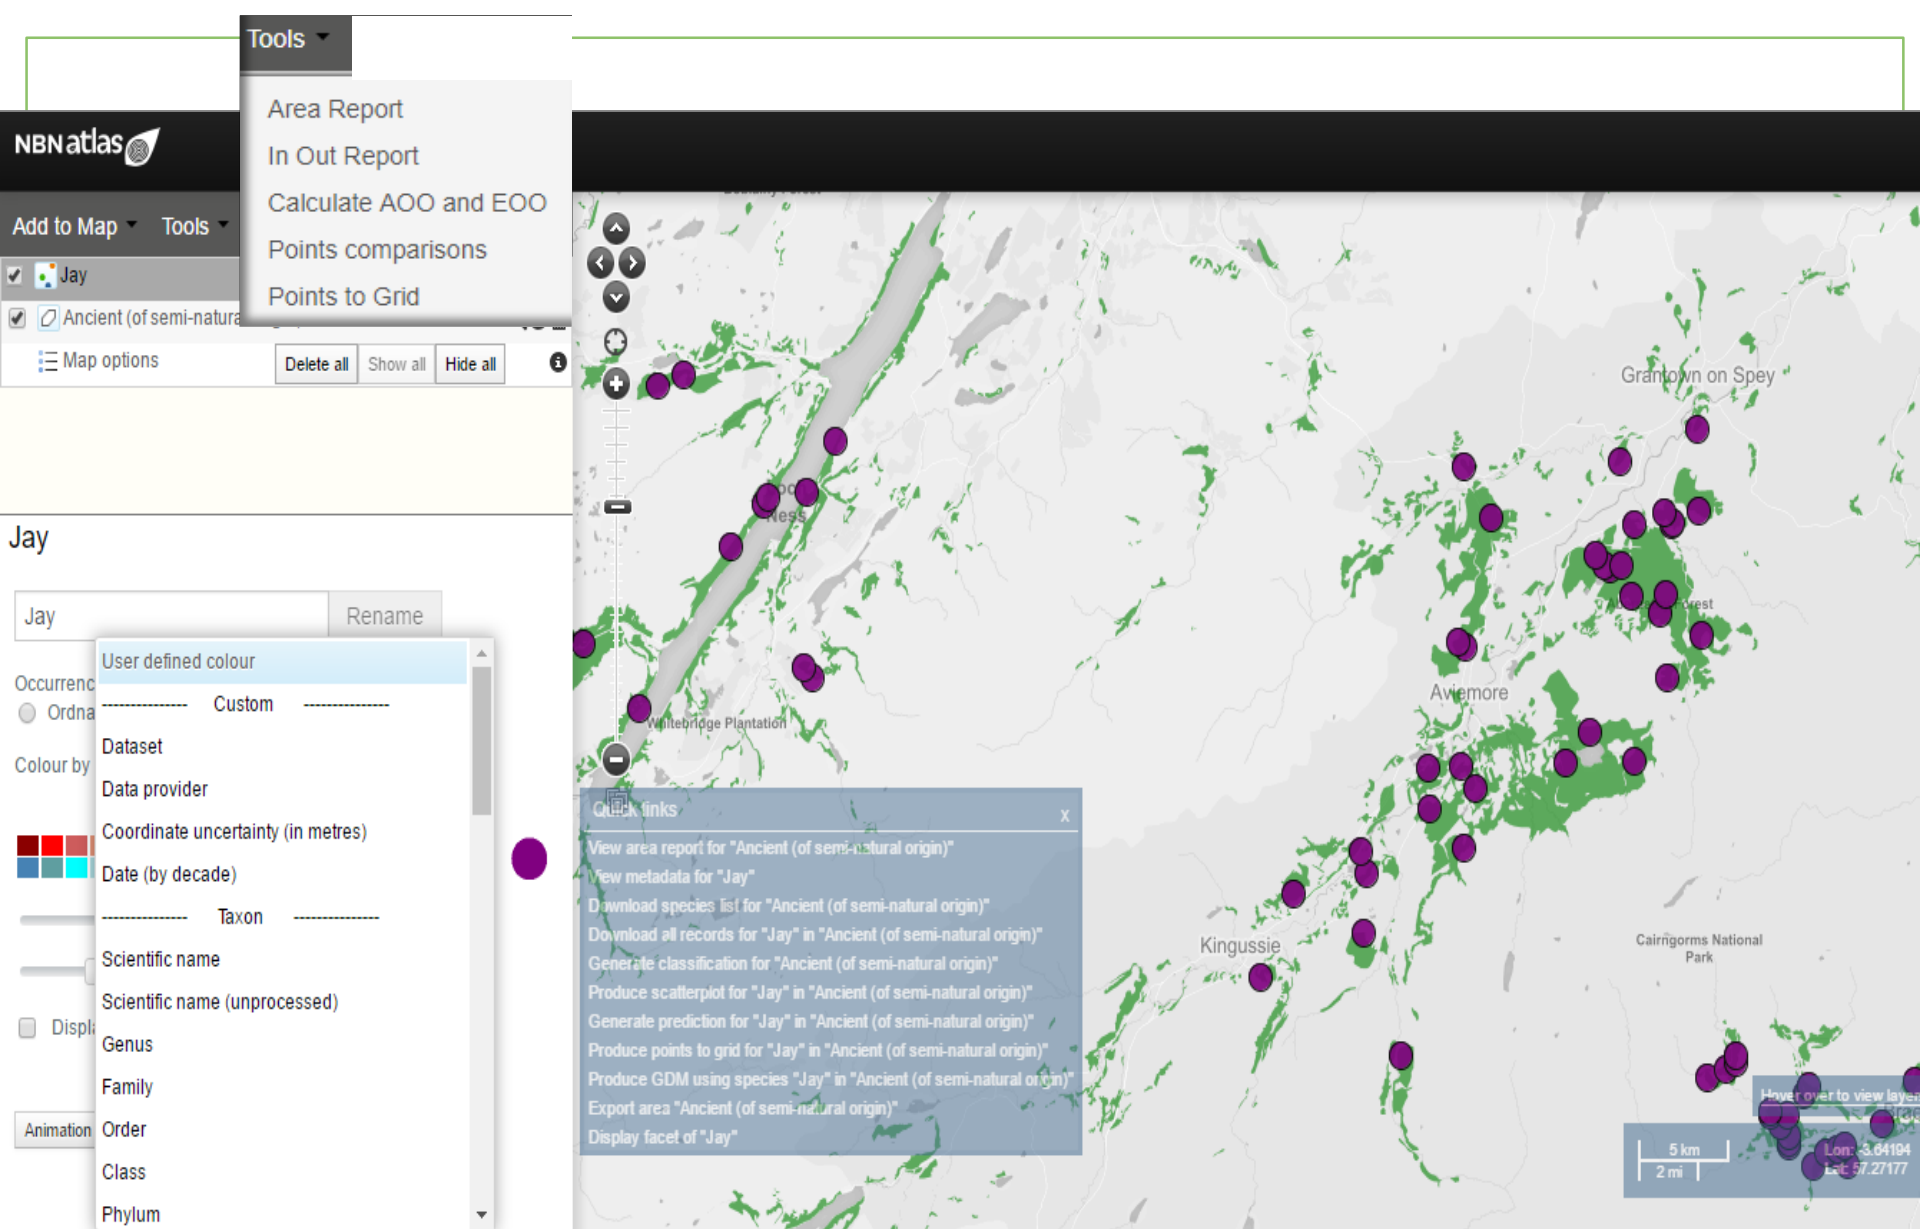 Tools
Area Report
In Out Report
Calculate AOO and EOO
Points comparisons
Points to Grid
NBN atlas
Add to Map Tools
Jay
Ancient (of semi-natura
Map options Delete all Show all Hide all
Jay
Jay Rename
User defined colour
Occurrenc
--------------- Custom ---------------
Ordna
Dataset
Colour by
Data provider
Coordinate uncertainty (in metres)
Date (by decade)
--------------- Taxon ---------------
Scientific name
Scientific name (unprocessed)
Displa
Genus
Family
Animation
Order
Class
Phylum
Grantown on Spey
Ness
Forest
Aviemore
Whitebridge Plantation
Kingussie
Cairngorms National
Park
Quick links x
View area report for "Ancient (of semi-natural origin)"
View metadata for "Jay"
Download species list for "Ancient (of semi-natural origin)"
Download all records for "Jay" in "Ancient (of semi-natural origin)"
Generate classification for "Ancient (of semi-natural origin)"
Produce scatterplot for "Jay" in "Ancient (of semi-natural origin)"
Generate prediction for "Jay" in "Ancient (of semi-natural origin)"
Produce points to grid for "Jay" in "Ancient (of semi-natural origin)"
Produce GDM using species "Jay" in "Ancient (of semi-natural origin)"
Export area "Ancient (of semi-natural origin)"
Display facet of "Jay"
Hover over to view layer
5 km
2 mi
Lon: -3.64194
Lat: 57.27177